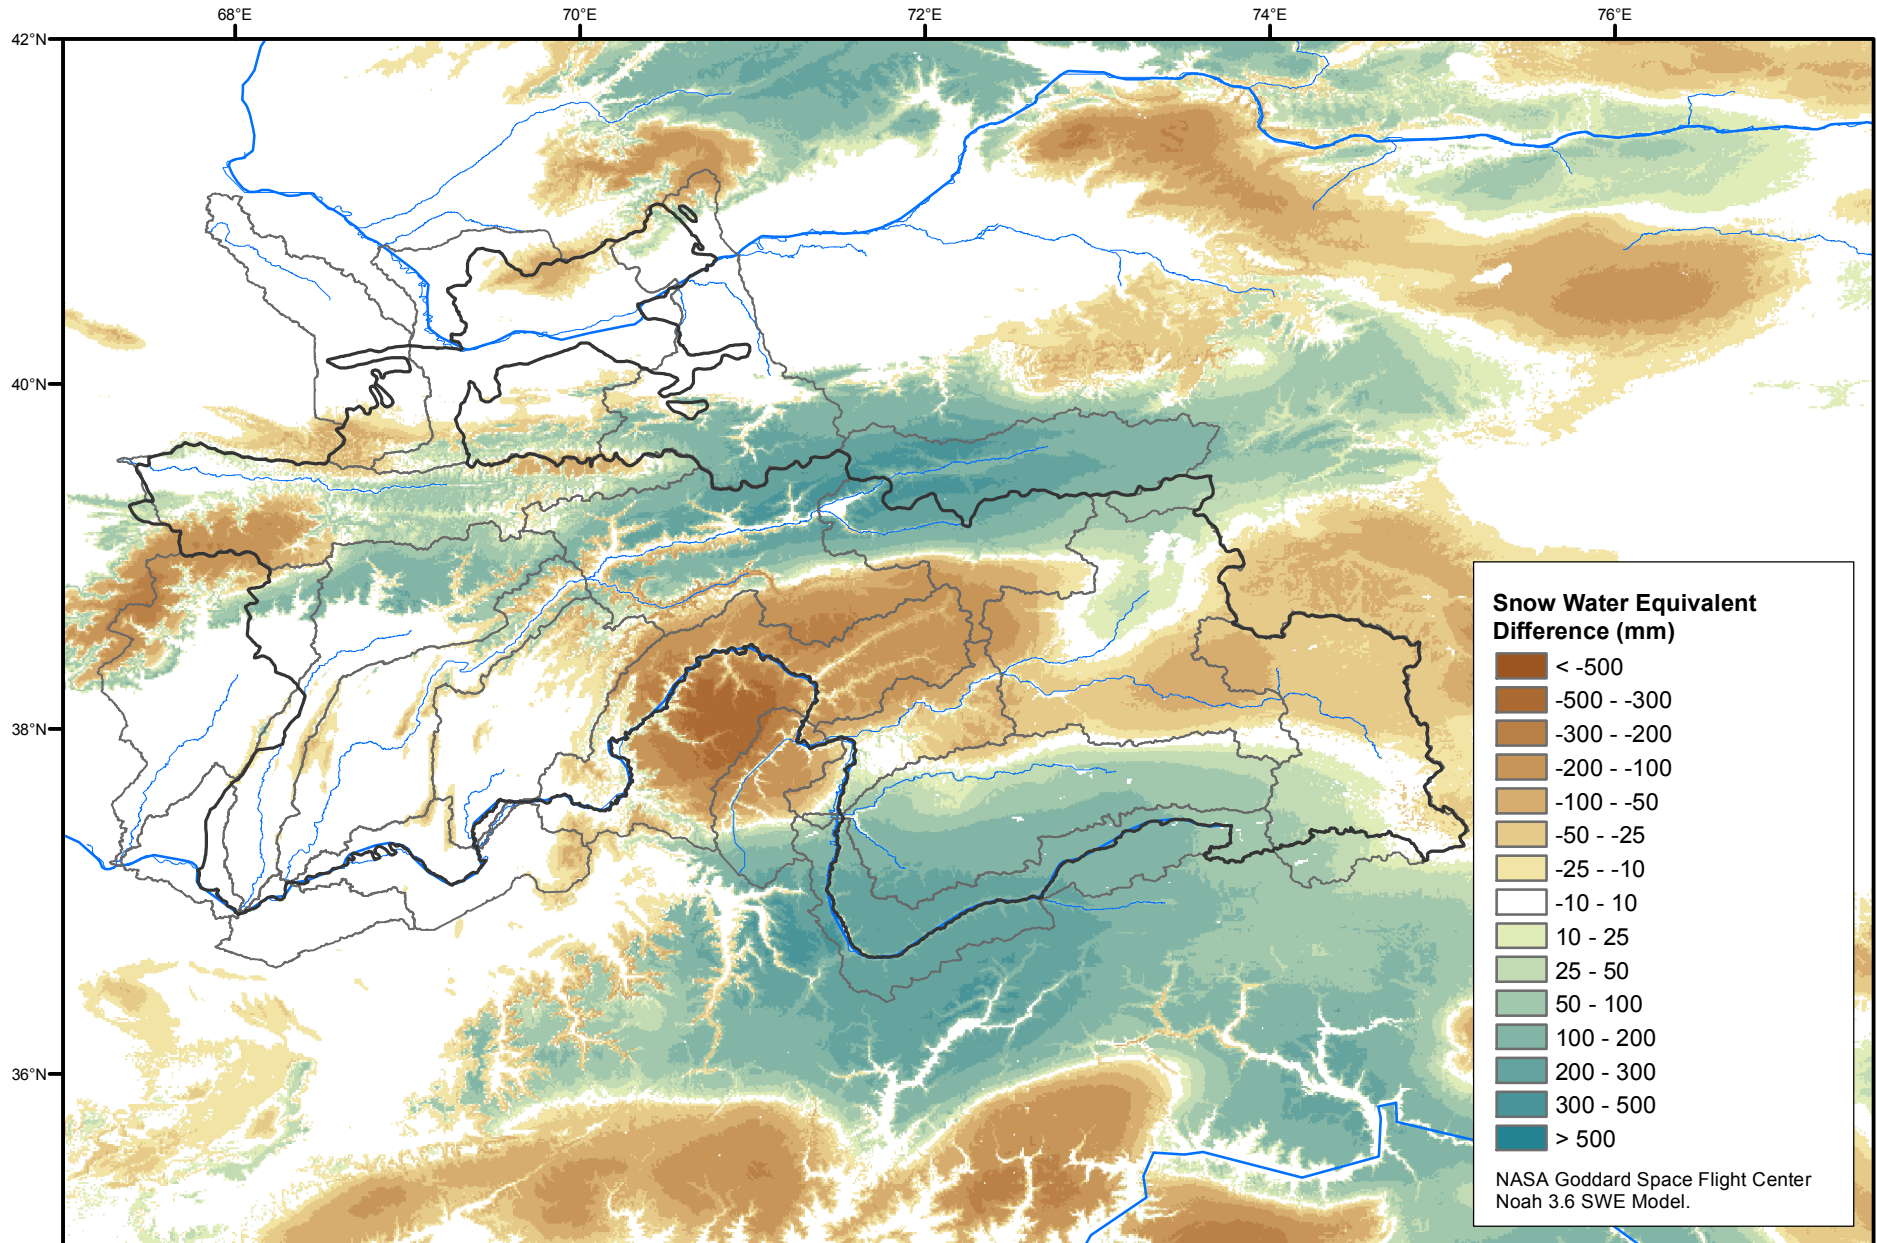 68°E 70°E 72°E 74°E 76°E
42°N
40°N
38°N
36°N
Snow Water Equivalent
Difference (mm)
< -500
-500 - -300
-300 - -200
-200 - -100
-100 - -50
-50 - -25
-25 - -10
-10 - 10
10 - 25
25 - 50
50 - 100
100 - 200
200 - 300
300 - 500
> 500
NASA Goddard Space Flight Center
Noah 3.6 SWE Model.